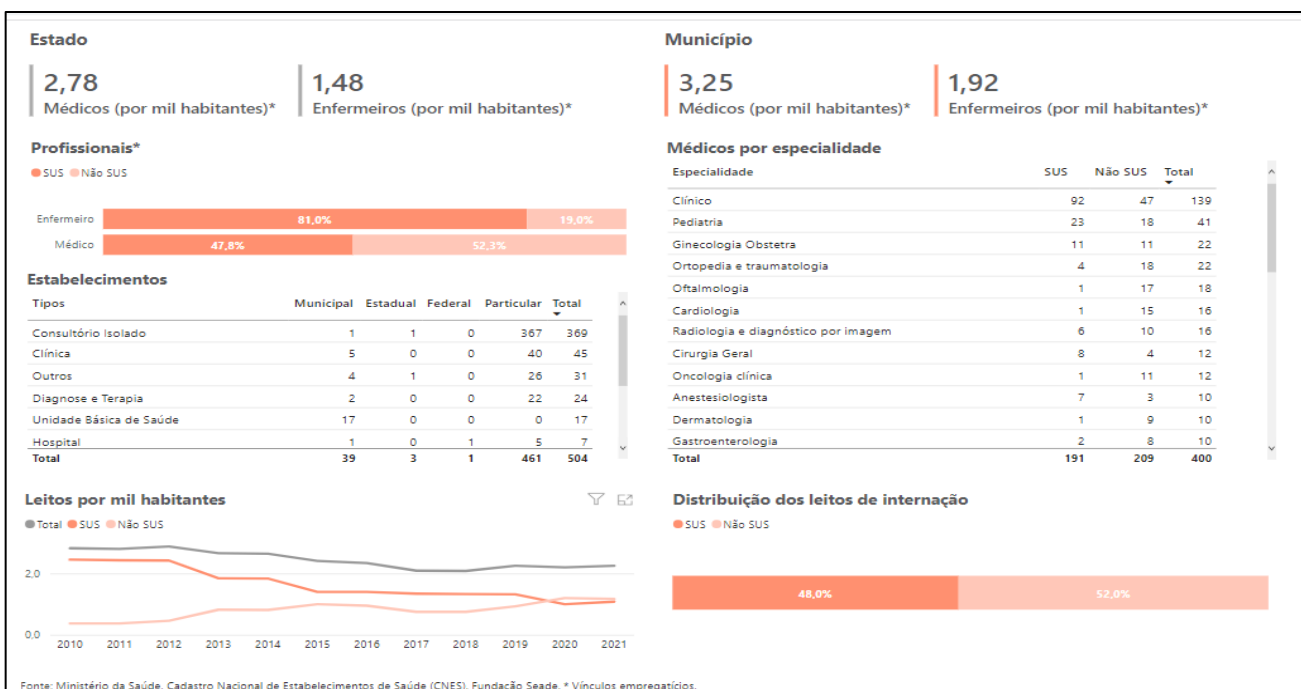 Estado
2,78
Médicos (por mil habitantes)*
1,48
Enfermeiros (por mil habitantes)*
Município
3,25
Médicos (por mil habitantes)*
1,92
Enfermeiros (por mil habitantes)*
Profissionais*
SUS Não SUS
Enfermeiro 81,0% 19,0%
Médico 47,8% 52,3%
Estabelecimentos
Tipos Municipal Estadual Federal Particular Total
Consultório Isolado 1 1 0 367 369
Clínica 5 0 0 40 45
Outros 4 1 0 26 31
Diagnose e Terapia 2 0 0 22 24
Unidade Básica de Saúde 17 0 0 0 17
Hospital 1 0 1 5 7
Total 39 3 1 461 504
Médicos por especialidade
Especialidade SUS Não SUS Total
Clínico 92 47 139
Pediatria 23 18 41
Ginecologia Obstetra 11 11 22
Ortopedia e traumatologia 4 18 22
Oftalmologia 1 17 18
Cardiologia 1 15 16
Radiologia e diagnóstico por imagem 6 10 16
Cirurgia Geral 8 4 12
Oncologia clínica 1 11 12
Anestesiologista 7 3 10
Dermatologia 1 9 10
Gastroenterologia 2 8 10
Total 191 209 400
Leitos por mil habitantes
Total SUS Não SUS
2,0
0,0
2010 2011 2012 2013 2014 2015 2016 2017 2018 2019 2020 2021
Distribuição dos leitos de internação
SUS Não SUS
48,0% 52,0%
Fonte: Ministério da Saúde. Cadastro Nacional de Estabelecimentos de Saúde (CNES). Fundação Seade. * Vínculos empregatícios.